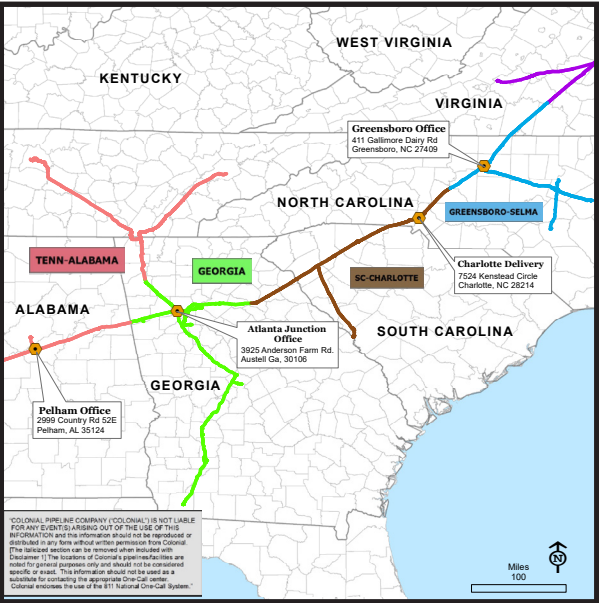 WEST VIRGINIA
KENTUCKY
VIRGINIA
Greensboro Office
411 Gallimore Dairy Rd
Greensboro, NC 27409
NORTH CAROLINA
GREENSBORO-SELMA
TENN-ALABAMA
GEORGIA
SC-CHARLOTTE
Charlotte Delivery
7524 Kenstead Circle
Charlotte, NC 28214
ALABAMA
Atlanta Junction
Office
3925 Anderson Farm Rd.
Austell Ga, 30106
SOUTH CAROLINA
GEORGIA
Pelham Office
2999 Country Rd 52E
Pelham, AL 35124
"COLONIAL PIPELINE COMPANY ("COLONIAL") IS NOT LIABLE
FOR ANY EVENT(S) ARISING OUT OF THE USE OF THIS
INFORMATION and this information should not be reproduced or
distributed in any form without written permission from Colonial.
[The italicized section can be removed when included with
Disclaimer 1] The locations of Colonial's pipelines/facilities are
noted for general purposes only and should not be considered
specific or exact. This information should not be used as a
substitute for contacting the appropriate One-Call center.
Colonial endorses the use of the 811 National One-Call System."
N
Miles
100